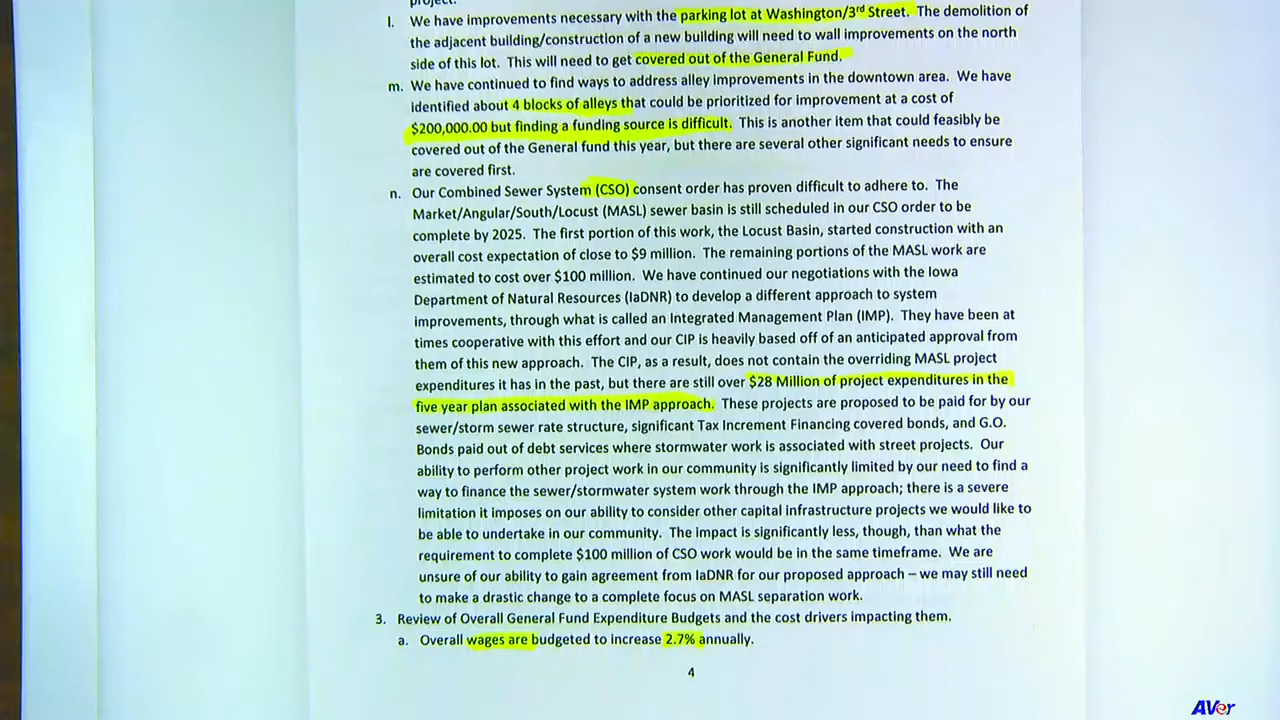 project.
l. We have improvements necessary with the parking lot at Washington/3rd Street. The demolition of
the adjacent building/construction of a new building will need to wall improvements on the north
side of this lot. This will need to get covered out of the General Fund.
m. We have continued to find ways to address alley improvements in the downtown area. We have
identified about 4 blocks of alleys that could be prioritized for improvement at a cost of
$200,000.00 but finding a funding source is difficult. This is another item that could feasibly be
covered out of the General fund this year, but there are several other significant needs to ensure
are covered first.
n. Our Combined Sewer System (CSO) consent order has proven difficult to adhere to. The
Market/Angular/South/Locust (MASL) sewer basin is still scheduled in our CSO order to be
complete by 2025. The first portion of this work, the Locust Basin, started construction with an
overall cost expectation of close to $9 million. The remaining portions of the MASL work are
estimated to cost over $100 million. We have continued our negotiations with the Iowa
Department of Natural Resources (IaDNR) to develop a different approach to system
improvements, through what is called an Integrated Management Plan (IMP). They have been at
times cooperative with this effort and our CIP is heavily based off of an anticipated approval from
them of this new approach. The CIP, as a result, does not contain the overriding MASL project
expenditures it has in the past, but there are still over $28 Million of project expenditures in the
five year plan associated with the IMP approach. These projects are proposed to be paid for by our
sewer/storm sewer rate structure, significant Tax Increment Financing covered bonds, and G.O.
Bonds paid out of debt services where stormwater work is associated with street projects. Our
ability to perform other project work in our community is significantly limited by our need to find a
way to finance the sewer/stormwater system work through the IMP approach; there is a severe
limitation it imposes on our ability to consider other capital infrastructure projects we would like to
be able to undertake in our community. The impact is significantly less, though, than what the
requirement to complete $100 million of CSO work would be in the same timeframe. We are
unsure of our ability to gain agreement from IaDNR for our proposed approach – we may still need
to make a drastic change to a complete focus on MASL separation work.
3. Review of Overall General Fund Expenditure Budgets and the cost drivers impacting them.
a. Overall wages are budgeted to increase 2.7% annually.
4
AVer